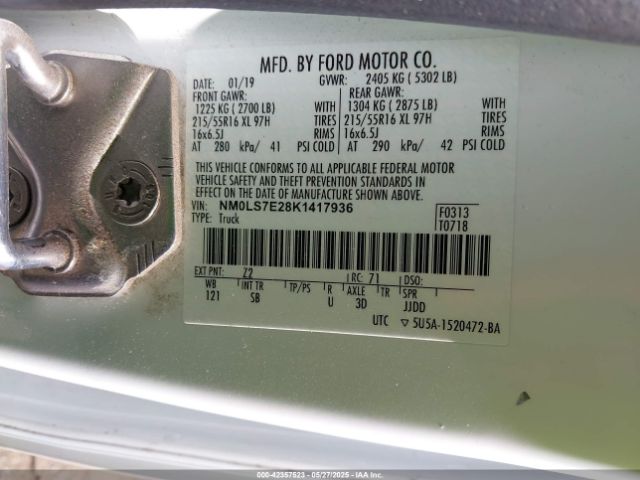 MFD. BY FORD MOTOR CO.
DATE: 01/19 GVWR: 2405 KG ( 5302 LB)
FRONT GAWR: REAR GAWR:
1225 KG ( 2700 LB) WITH 1304 KG ( 2875 LB) WITH
215/55R16 XL 97H TIRES 215/55R16 XL 97H TIRES
16x6.5J RIMS 16x6.5J RIMS
AT 280 kPa/ 41 PSI COLD AT 290 kPa/ 42 PSI COLD
THIS VEHICLE CONFORMS TO ALL APPLICABLE FEDERAL MOTOR
VEHICLE SAFETY AND THEFT PREVENTION STANDARDS IN
EFFECT ON THE DATE OF MANUFACTURE SHOWN ABOVE.
VIN: NM0LS7E28K1417936 F0313
TYPE: Truck T0718
EXT PNT: Z2 RC: 71 DSO:
WB INT TR TP/PS R AXLE TR SPR
121 SB U 3D JJDD
UTC ▽ 5U5A-1520472-BA
000-42357523 - 05/27/2025 - IAAI.COM